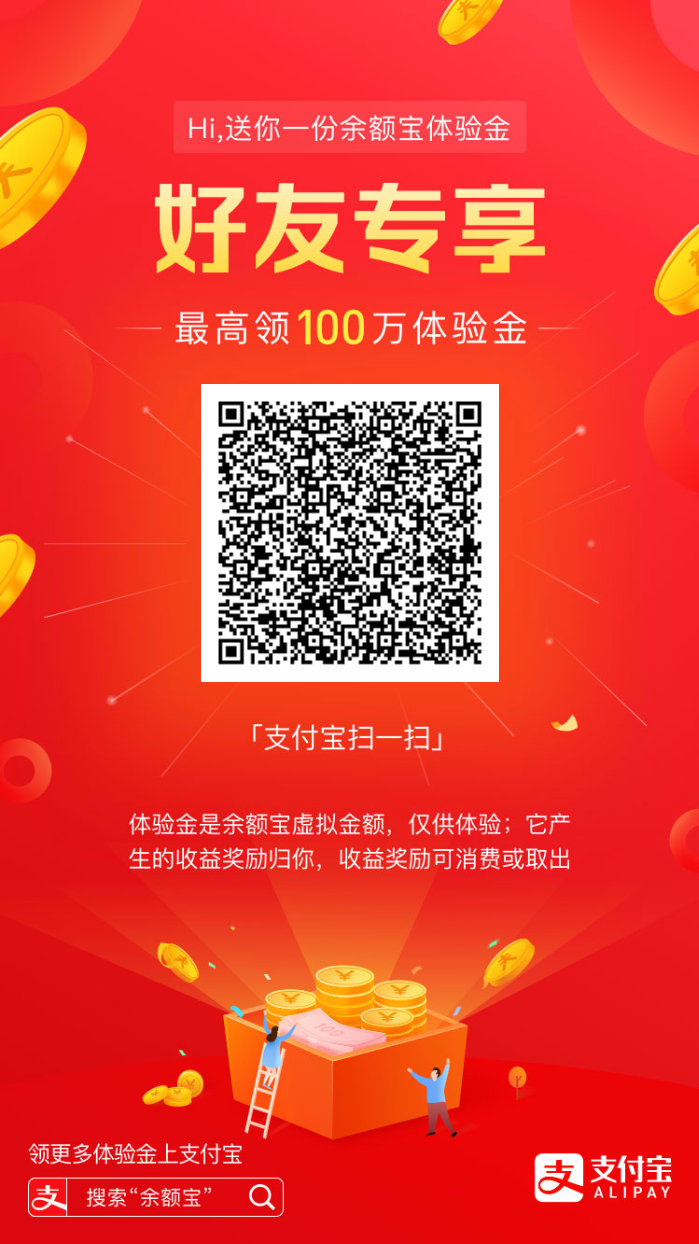 Hi,送你一份余额宝体验金
好友专享
最高领100万体验金
「支付宝扫一扫」
体验金是余额宝虚拟金额，仅供体验；它产
生的收益奖励归你，收益奖励可消费或取出
100
领更多体验金上支付宝
支 搜索“余额宝”
支 支付宝
ALIPAY